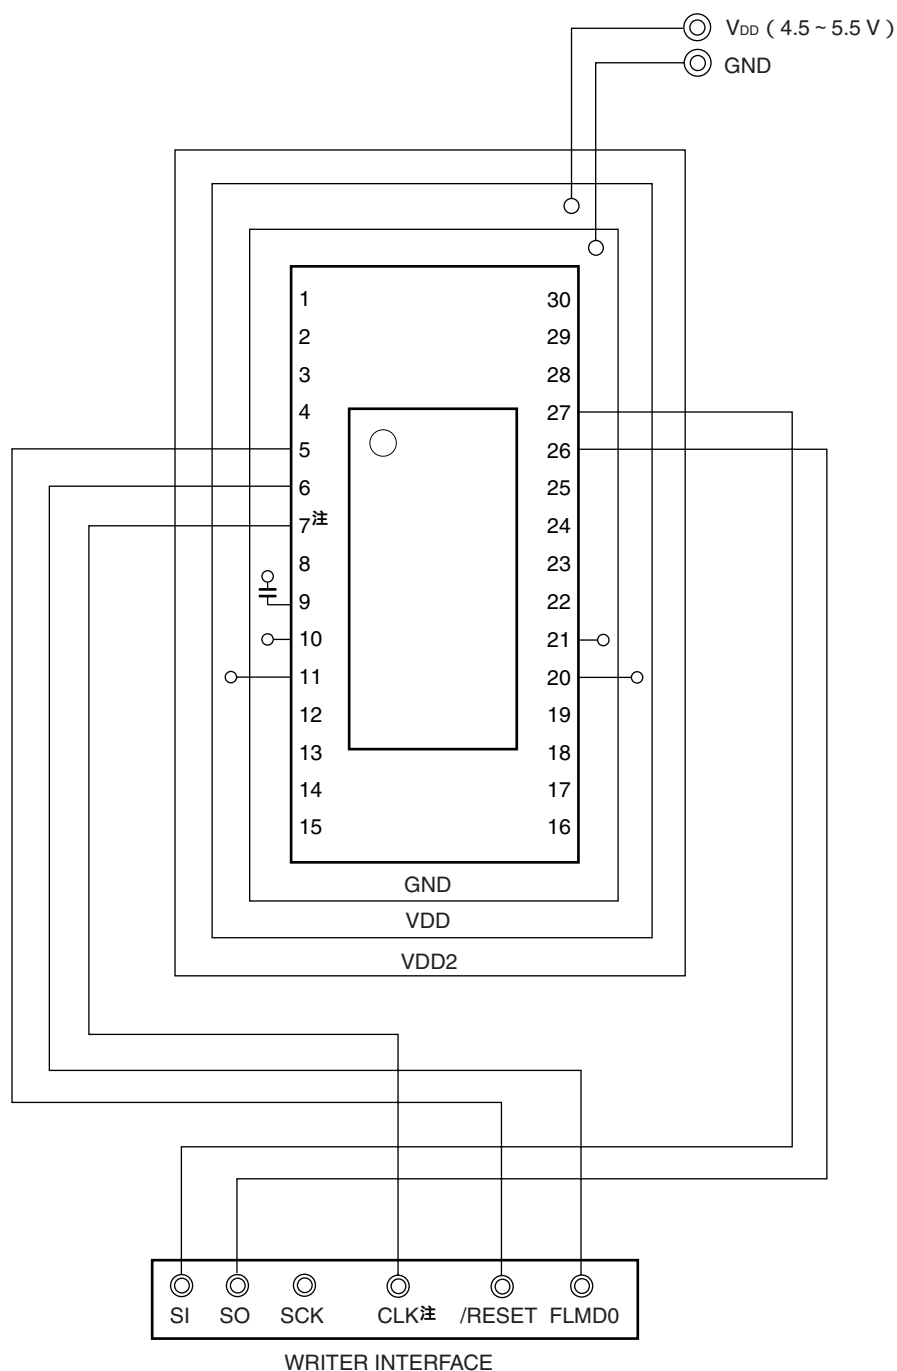 VDD ( 4.5 ~ 5.5 V )
GND
1 30
2 29
3 28
4 27
5 26
6 25
7注 24
8 23
9 22
10 21
11 20
12 19
13 18
14 17
15 16
GND
VDD
VDD2
SI SO SCK CLK注 /RESET FLMD0
WRITER INTERFACE